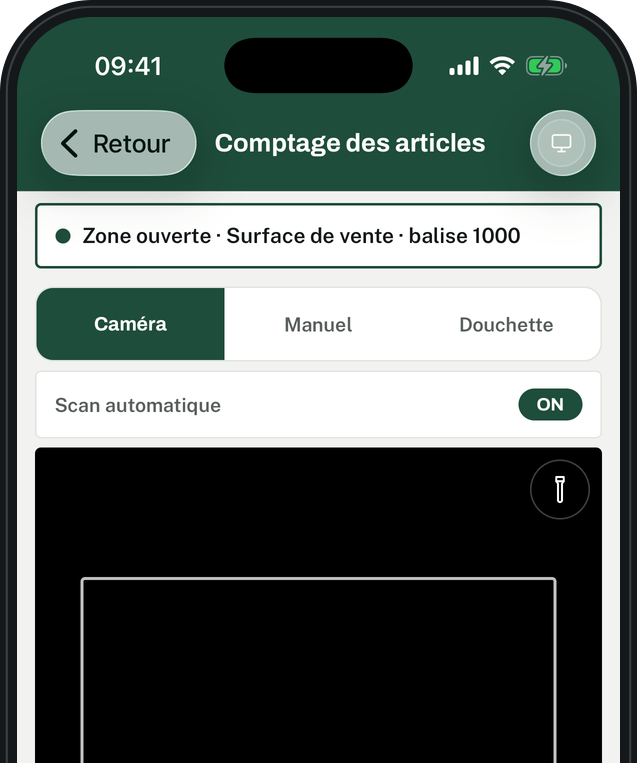 09:41
Retour
Comptage des articles
Zone ouverte · Surface de vente · balise 1000
Caméra
Manuel
Douchette
Scan automatique
ON